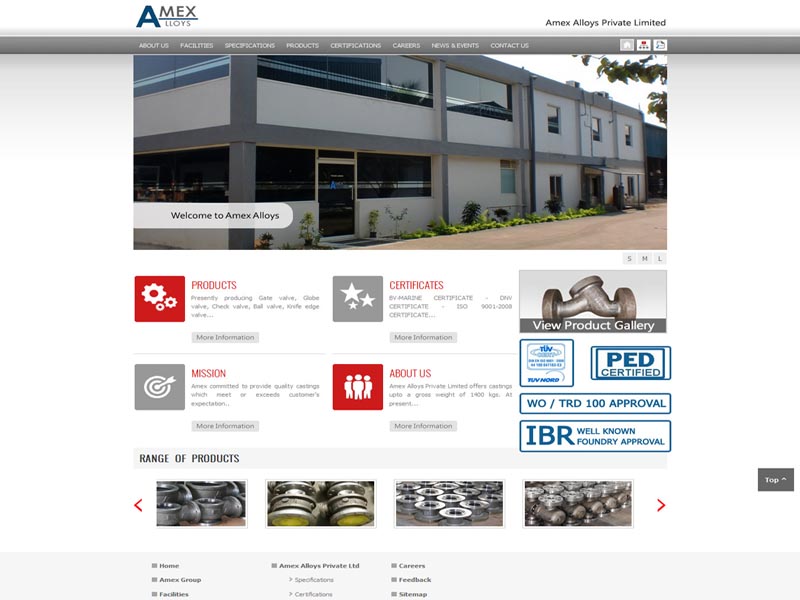 AMEX
ALLOYS
Amex Alloys Private Limited
ABOUT US FACILITIES SPECIFICATIONS PRODUCTS CERTIFICATIONS CAREERS NEWS & EVENTS CONTACT US
Welcome to Amex Alloys
S M L
PRODUCTS
Presently producing Gate valve, Globe
valve, Check valve, Ball valve, Knife edge
valve...
More Information
CERTIFICATES
BV-MARINE CERTIFICATE - DNV
CERTIFICATE - ISO 9001-2008
CERTIFICATE...
More Information
View Product Gallery
MISSION
Amex committed to provide quality castings
which meet or exceeds customer's
expectation..
More Information
ABOUT US
Amex Alloys Private Limited offers castings
upto a gross weight of 1400 kgs. At
present...
More Information
TÜV
TUV NORD
PED
CERTIFIED
WO / TRD 100 APPROVAL
IBR WELL KNOWN
FOUNDRY APPROVAL
RANGE OF PRODUCTS
Top
Home
Amex Group
Facilities
Amex Alloys Private Ltd
> Specifications
> Certifications
Careers
Feedback
Sitemap